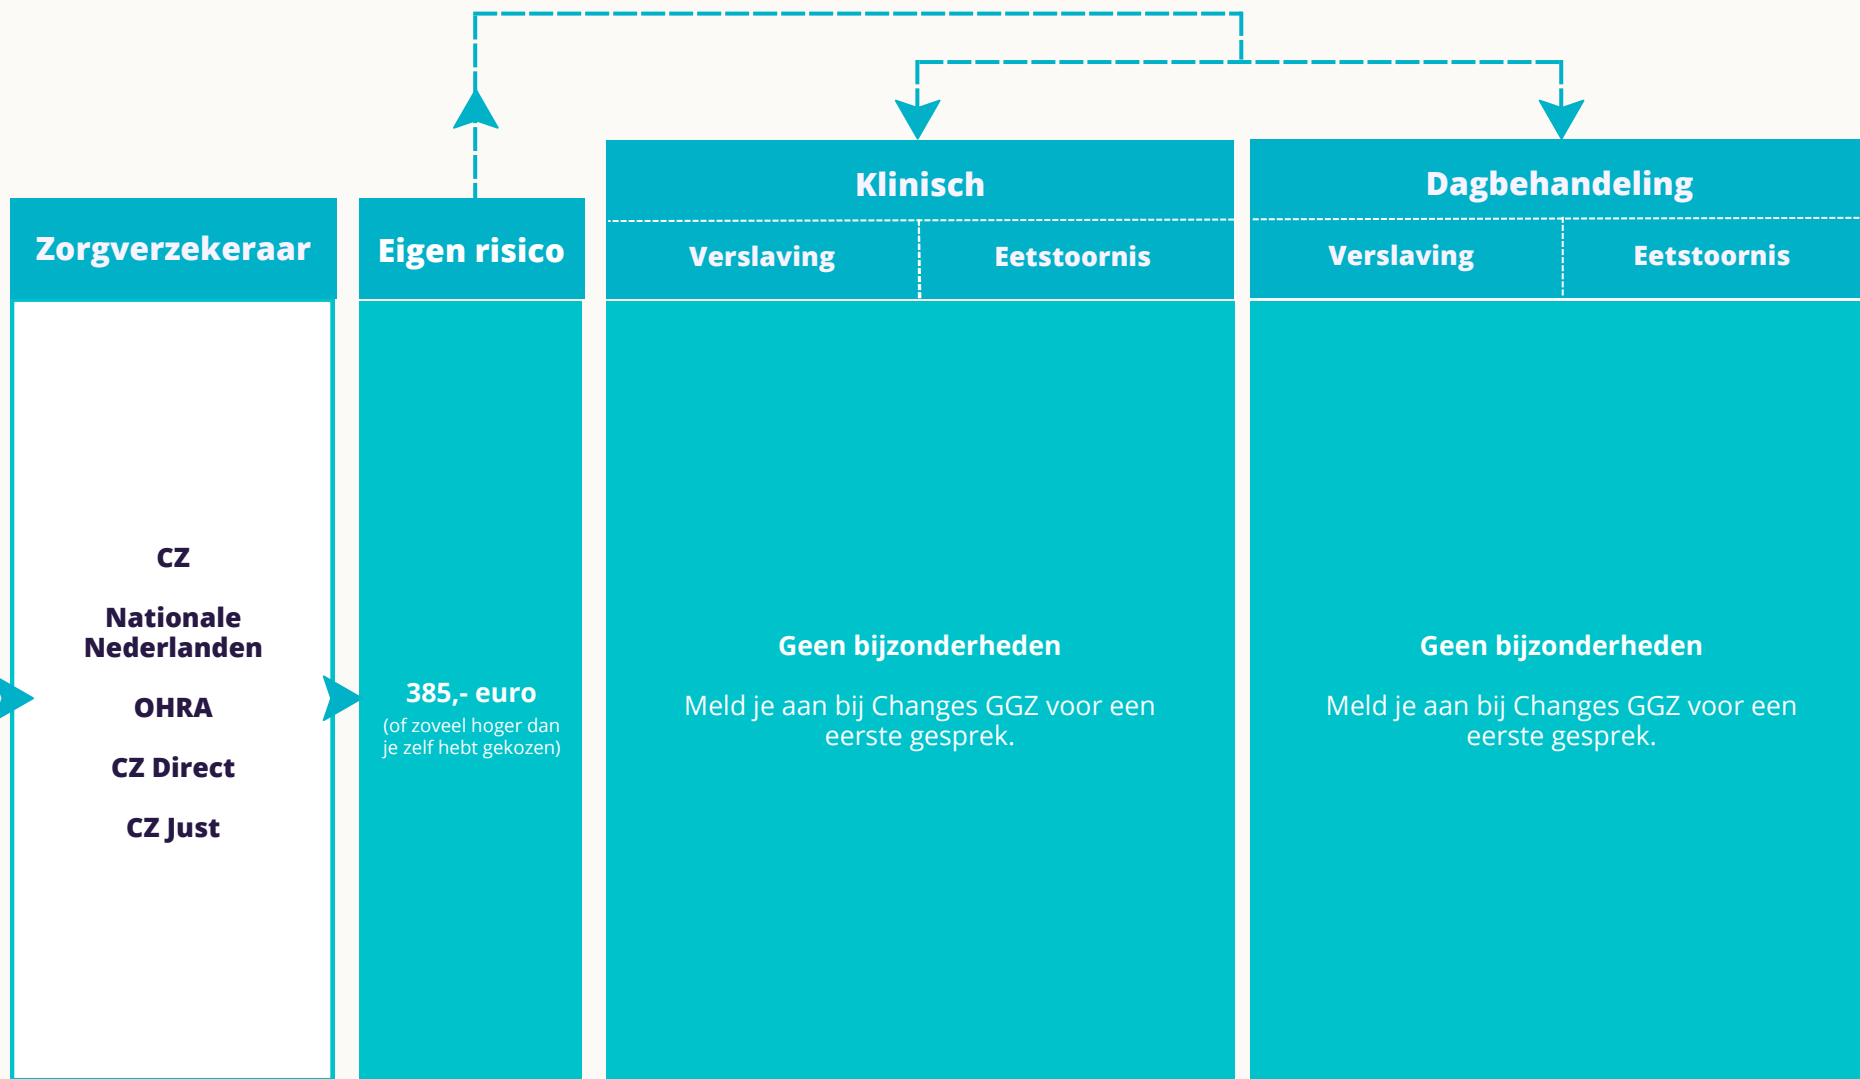 Zorgverzekeraar
Eigen risico
Klinisch
Verslaving
Eetstoornis
Dagbehandeling
Verslaving
Eetstoornis
CZ
Nationale
Nederlanden
OHRA
CZ Direct
CZ Just
385,- euro
(of zoveel hoger dan
je zelf hebt gekozen)
Geen bijzonderheden
Meld je aan bij Changes GGZ voor een
eerste gesprek.
Geen bijzonderheden
Meld je aan bij Changes GGZ voor een
eerste gesprek.